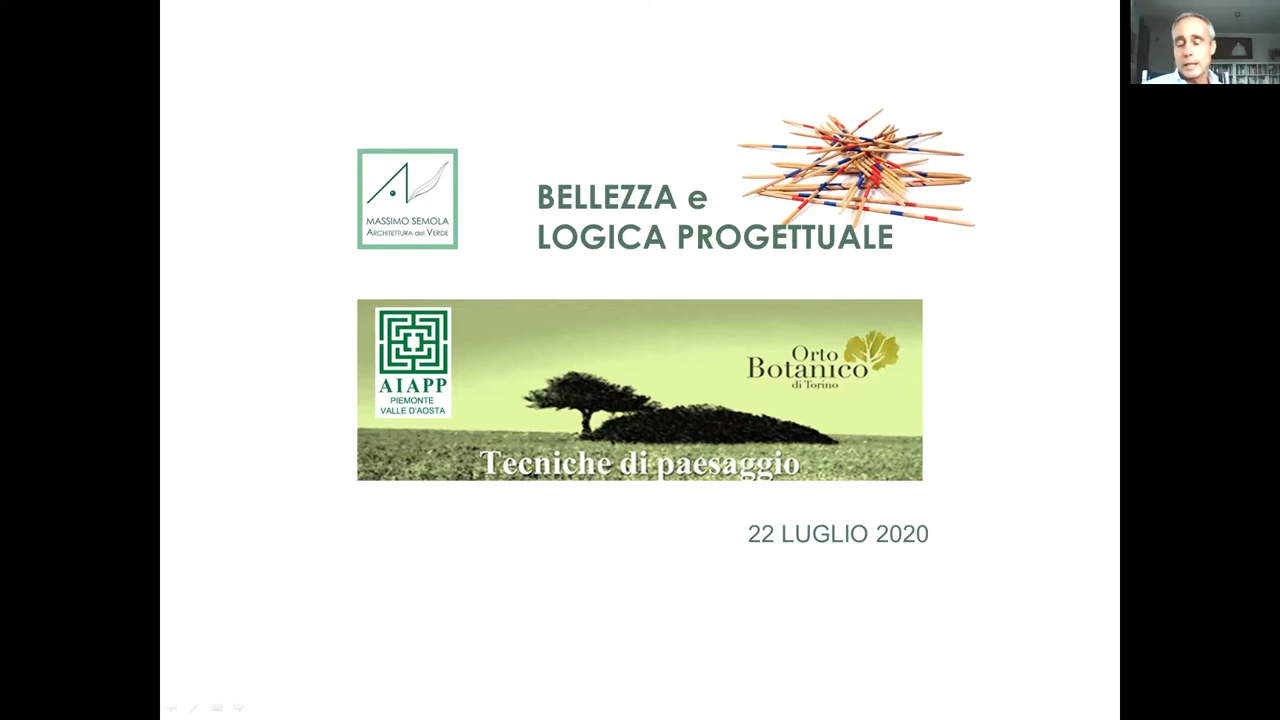 BELLEZZA e
LOGICA PROGETTUALE
MASSIMO SEMOLA
ARCHITETTURA del VERDE
AIAPP
PIEMONTE
VALLE D'AOSTA
Orto
Botanico
di Torino
Tecniche di paesaggio
22 LUGLIO 2020